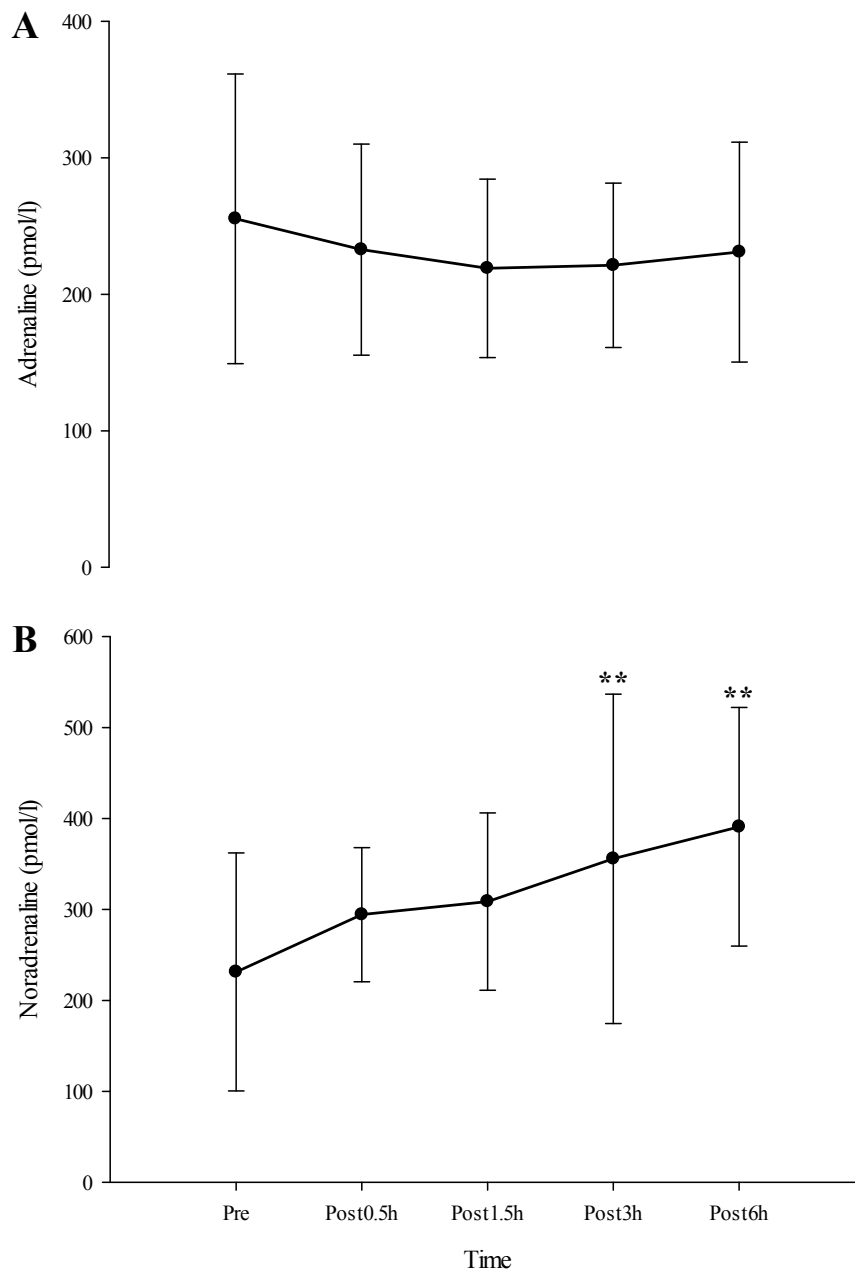 A
400
300
200
100
0
Adrenaline (pmol/l)
B
600
500
400
300
200
100
0
Noradrenaline (pmol/l)
**
**
Pre Post0.5h Post1.5h Post3h Post6h
Time